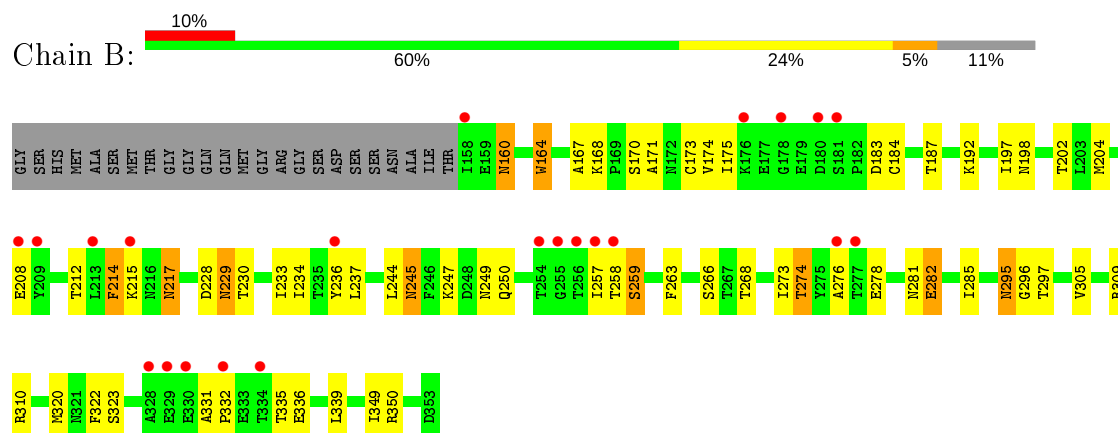 10%
Chain B:
60% 24% 5% 11%
GLY SER HIS MET ALA SER MET THR GLY GLY GLN GLN MET GLY ARG GLY SER ASP SER SER ASN ALA ILE THR I158 E159 N160 W164 A167 K168 P169 S170 A171 N172 C173 V174 I175 K176 E177 G178 E179 D180 S181 P182 D183 C184 T187 K192 I197 N198 T202 L203 M204
E208 Y209 T212 L213 F214 K215 N216 N217 D228 N229 T230 I233 I234 T235 Y236 L237 L244 N245 F246 K247 D248 N249 Q250 T254 G255 T256 I257 T258 S259 F263 S266 T267 T268 I273 T274 Y275 A276 T277 E278 N281 E282 I285 N295 G296 T297 V305
R310 M320 N321 F322 S323 A328 E329 E330 A331 P332 E333 T334 T335 E336 L339 I349 R350 D353